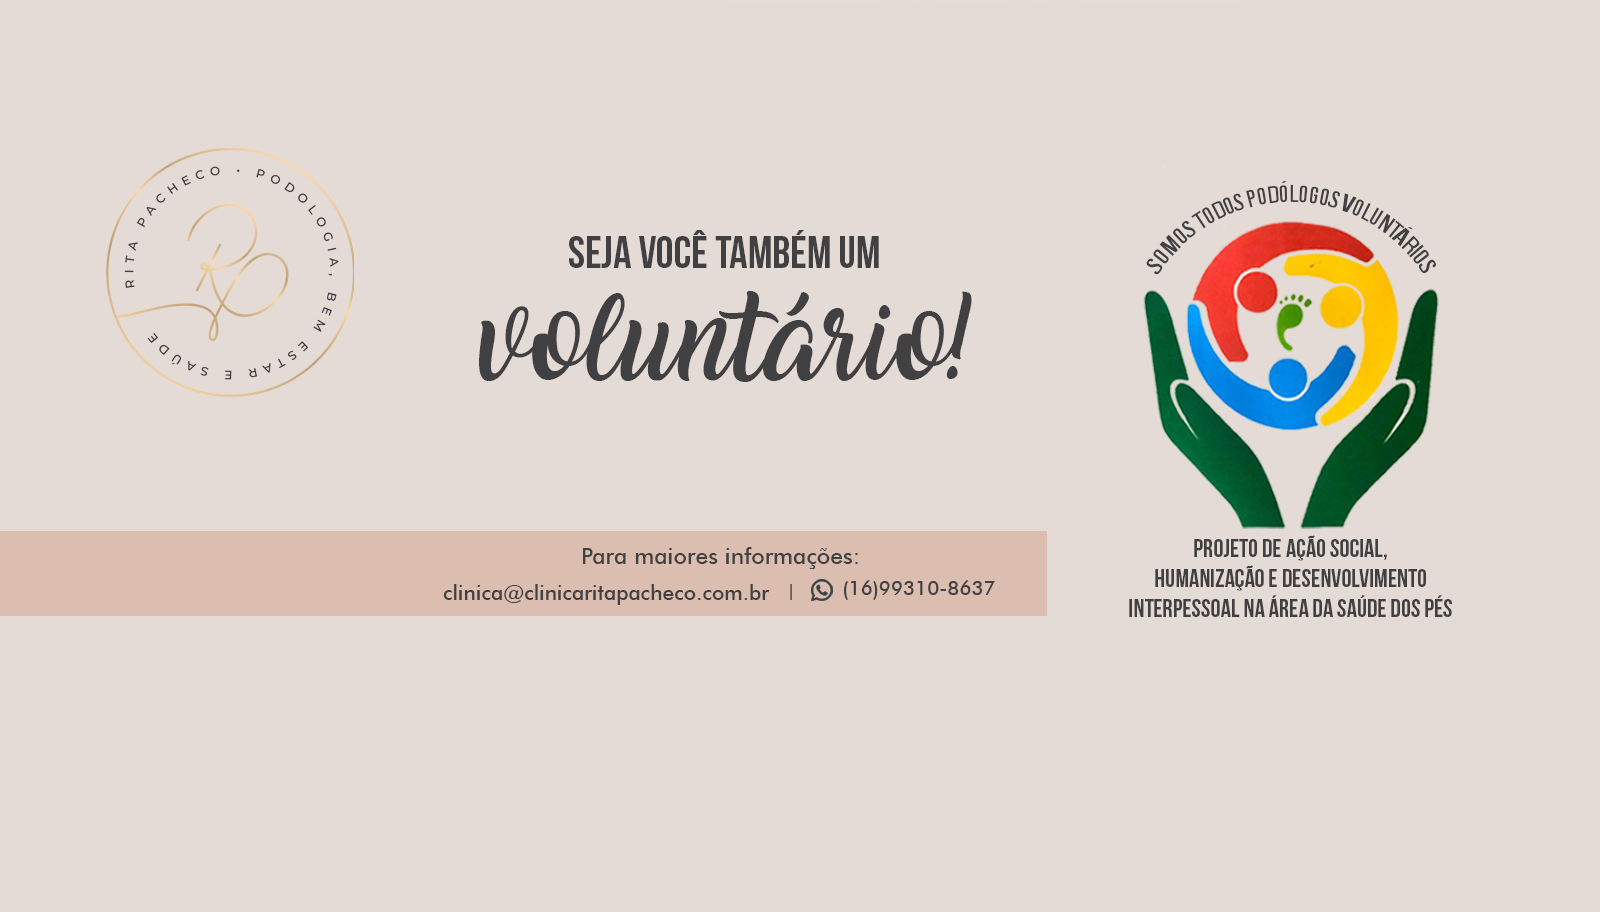 RITA PACHECO • PODOLOGIA, BEM ESTAR E SAÚDE
SEJA VOCÊ TAMBÉM UM
voluntário!
Para maiores informações:
clinica@clinicaritapacheco.com.br | (16)99310-8637
SOMOS TODOS PODÓLOGOS VOLUNTÁRIOS
PROJETO DE AÇÃO SOCIAL,
HUMANIZAÇÃO E DESENVOLVIMENTO
INTERPESSOAL NA ÁREA DA SAÚDE DOS PÉS